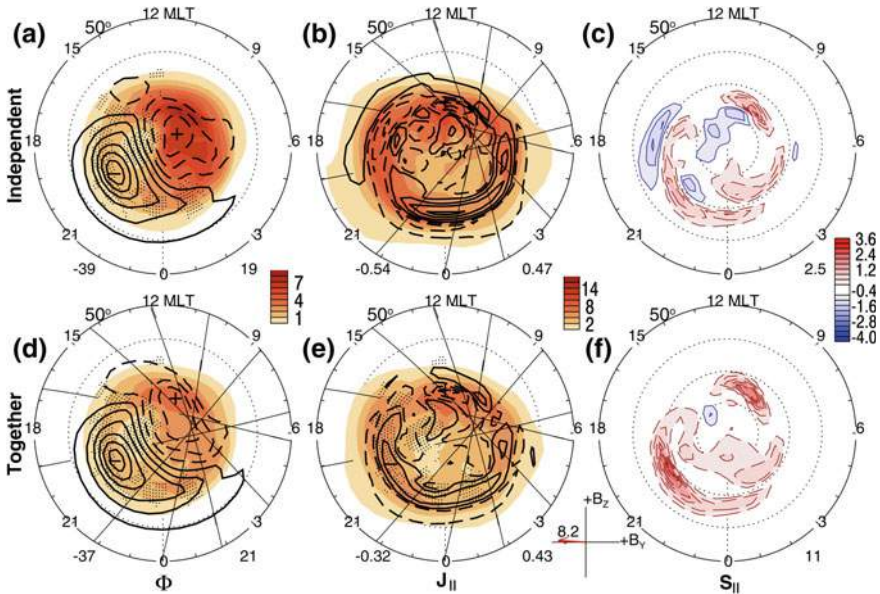 (a) 50° 12 MLT (b) 50° 12 MLT (c) 12 MLT
15 9 15 9 15 9
Independent
18 6 18 6 18 6
21 3 21 3 21 3
-39 0 19 -0.54 0 0.47 0 2.5
7
4
1
14
8
2
3.6
2.4
1.2
-0.4
-1.6
-2.8
-4.0
(d) 50° 12 MLT (e) 50° 12 MLT (f) 12 MLT
15 9 15 9 15 9
Together
18 6 18 6 18 6
21 3 21 3 21 3
-37 0 21 -0.32 0 0.43 0 11
+BZ
8.2
+BY
Φ J|| S||